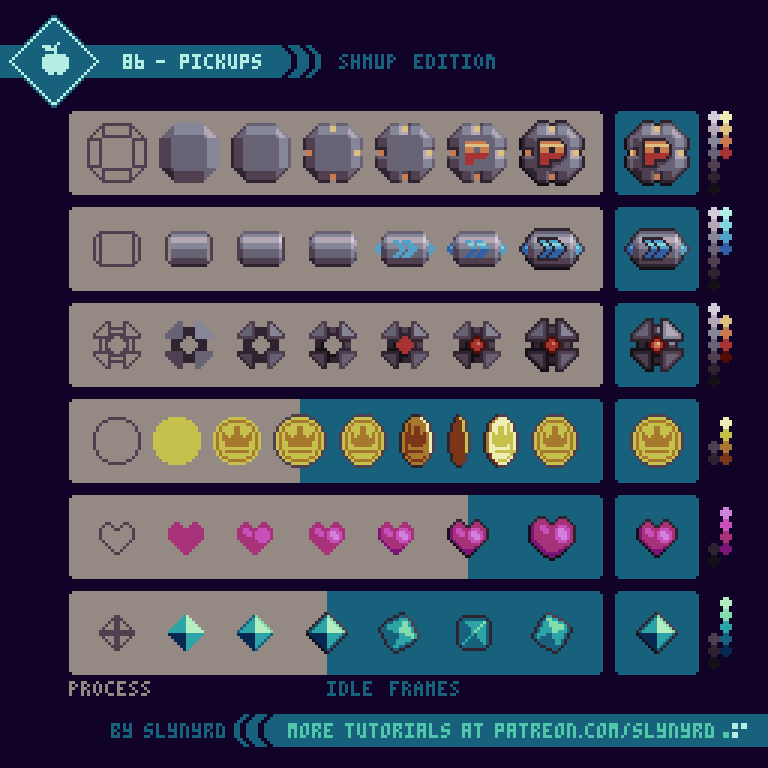 86 - PICKUPS
SHMUP EDITION
P P P
PROCESS
IDLE FRAMES
BY SLYNYRD
MORE TUTORIALS AT PATREON.COM/SLYNYRD